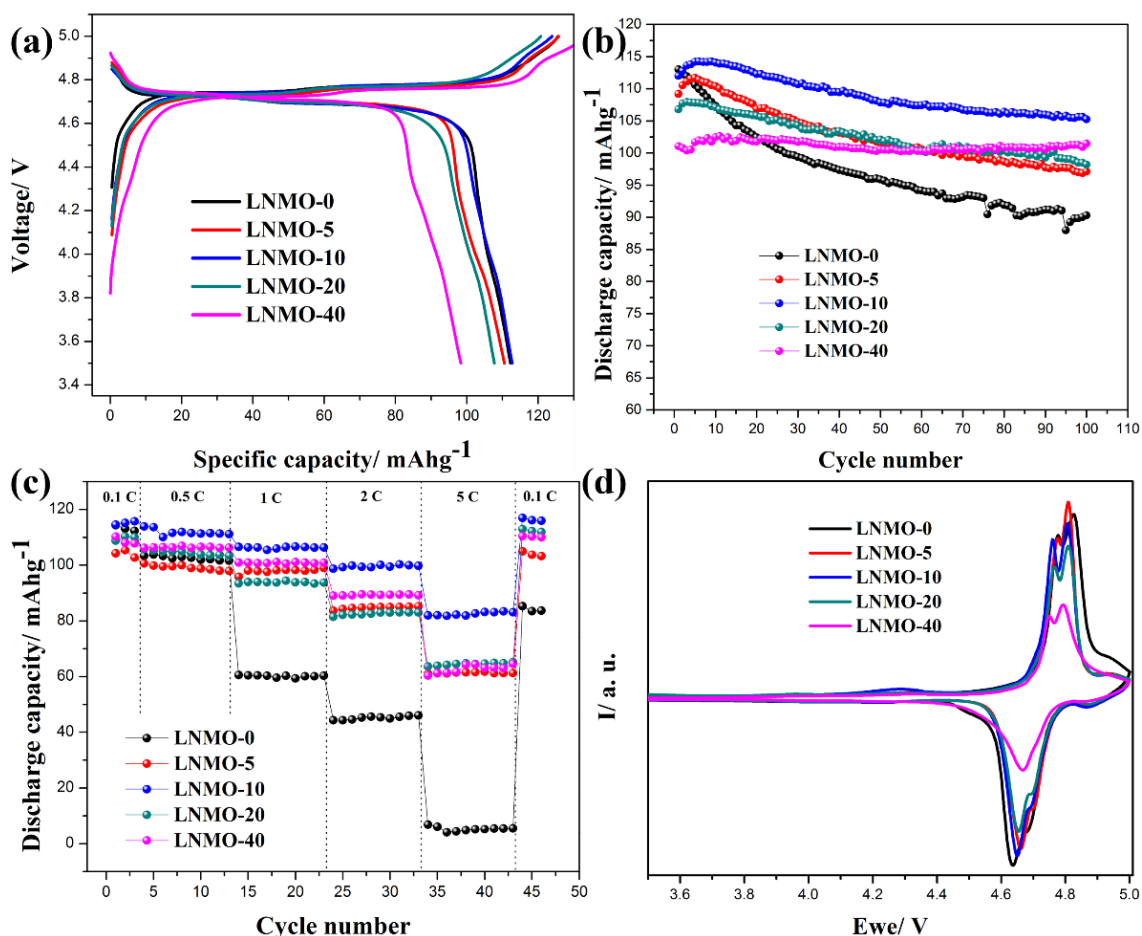 (a)
5.0
4.8
4.6
4.4
4.2
4.0
3.8
3.6
3.4
Voltage/ V
LNMO-0
LNMO-5
LNMO-10
LNMO-20
LNMO-40
0 20 40 60 80 100 120
Specific capacity/ mAhg-1
(b)
120
115
110
105
100
95
90
85
80
75
70
65
60
Discharge capacity/ mAhg-1
LNMO-0
LNMO-5
LNMO-10
LNMO-20
LNMO-40
0 10 20 30 40 50 60 70 80 90 100 110
Cycle number
(c)
0.1 C 0.5 C 1 C 2 C 5 C 0.1 C
120
100
80
60
40
20
0
Discharge capacity/ mAhg-1
LNMO-0
LNMO-5
LNMO-10
LNMO-20
LNMO-40
0 5 10 15 20 25 30 35 40 45 50
Cycle number
(d)
I/ a. u.
LNMO-0
LNMO-5
LNMO-10
LNMO-20
LNMO-40
3.6 3.8 4.0 4.2 4.4 4.6 4.8 5.0
Ewe/ V